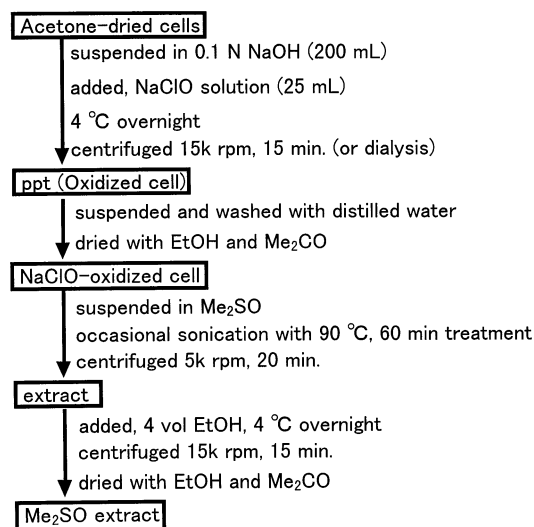 Acetone-dried cells
suspended in 0.1 N NaOH (200 mL)
added, NaClO solution (25 mL)
4 ℃ overnight
centrifuged 15k rpm, 15 min. (or dialysis)
ppt (Oxidized cell)
suspended and washed with distilled water
dried with EtOH and Me₂CO
NaClO-oxidized cell
suspended in Me₂SO
occasional sonication with 90 ℃, 60 min treatment
centrifuged 5k rpm, 20 min.
extract
added, 4 vol EtOH, 4 ℃ overnight
centrifuged 15k rpm, 15 min.
dried with EtOH and Me₂CO
Me₂SO extract